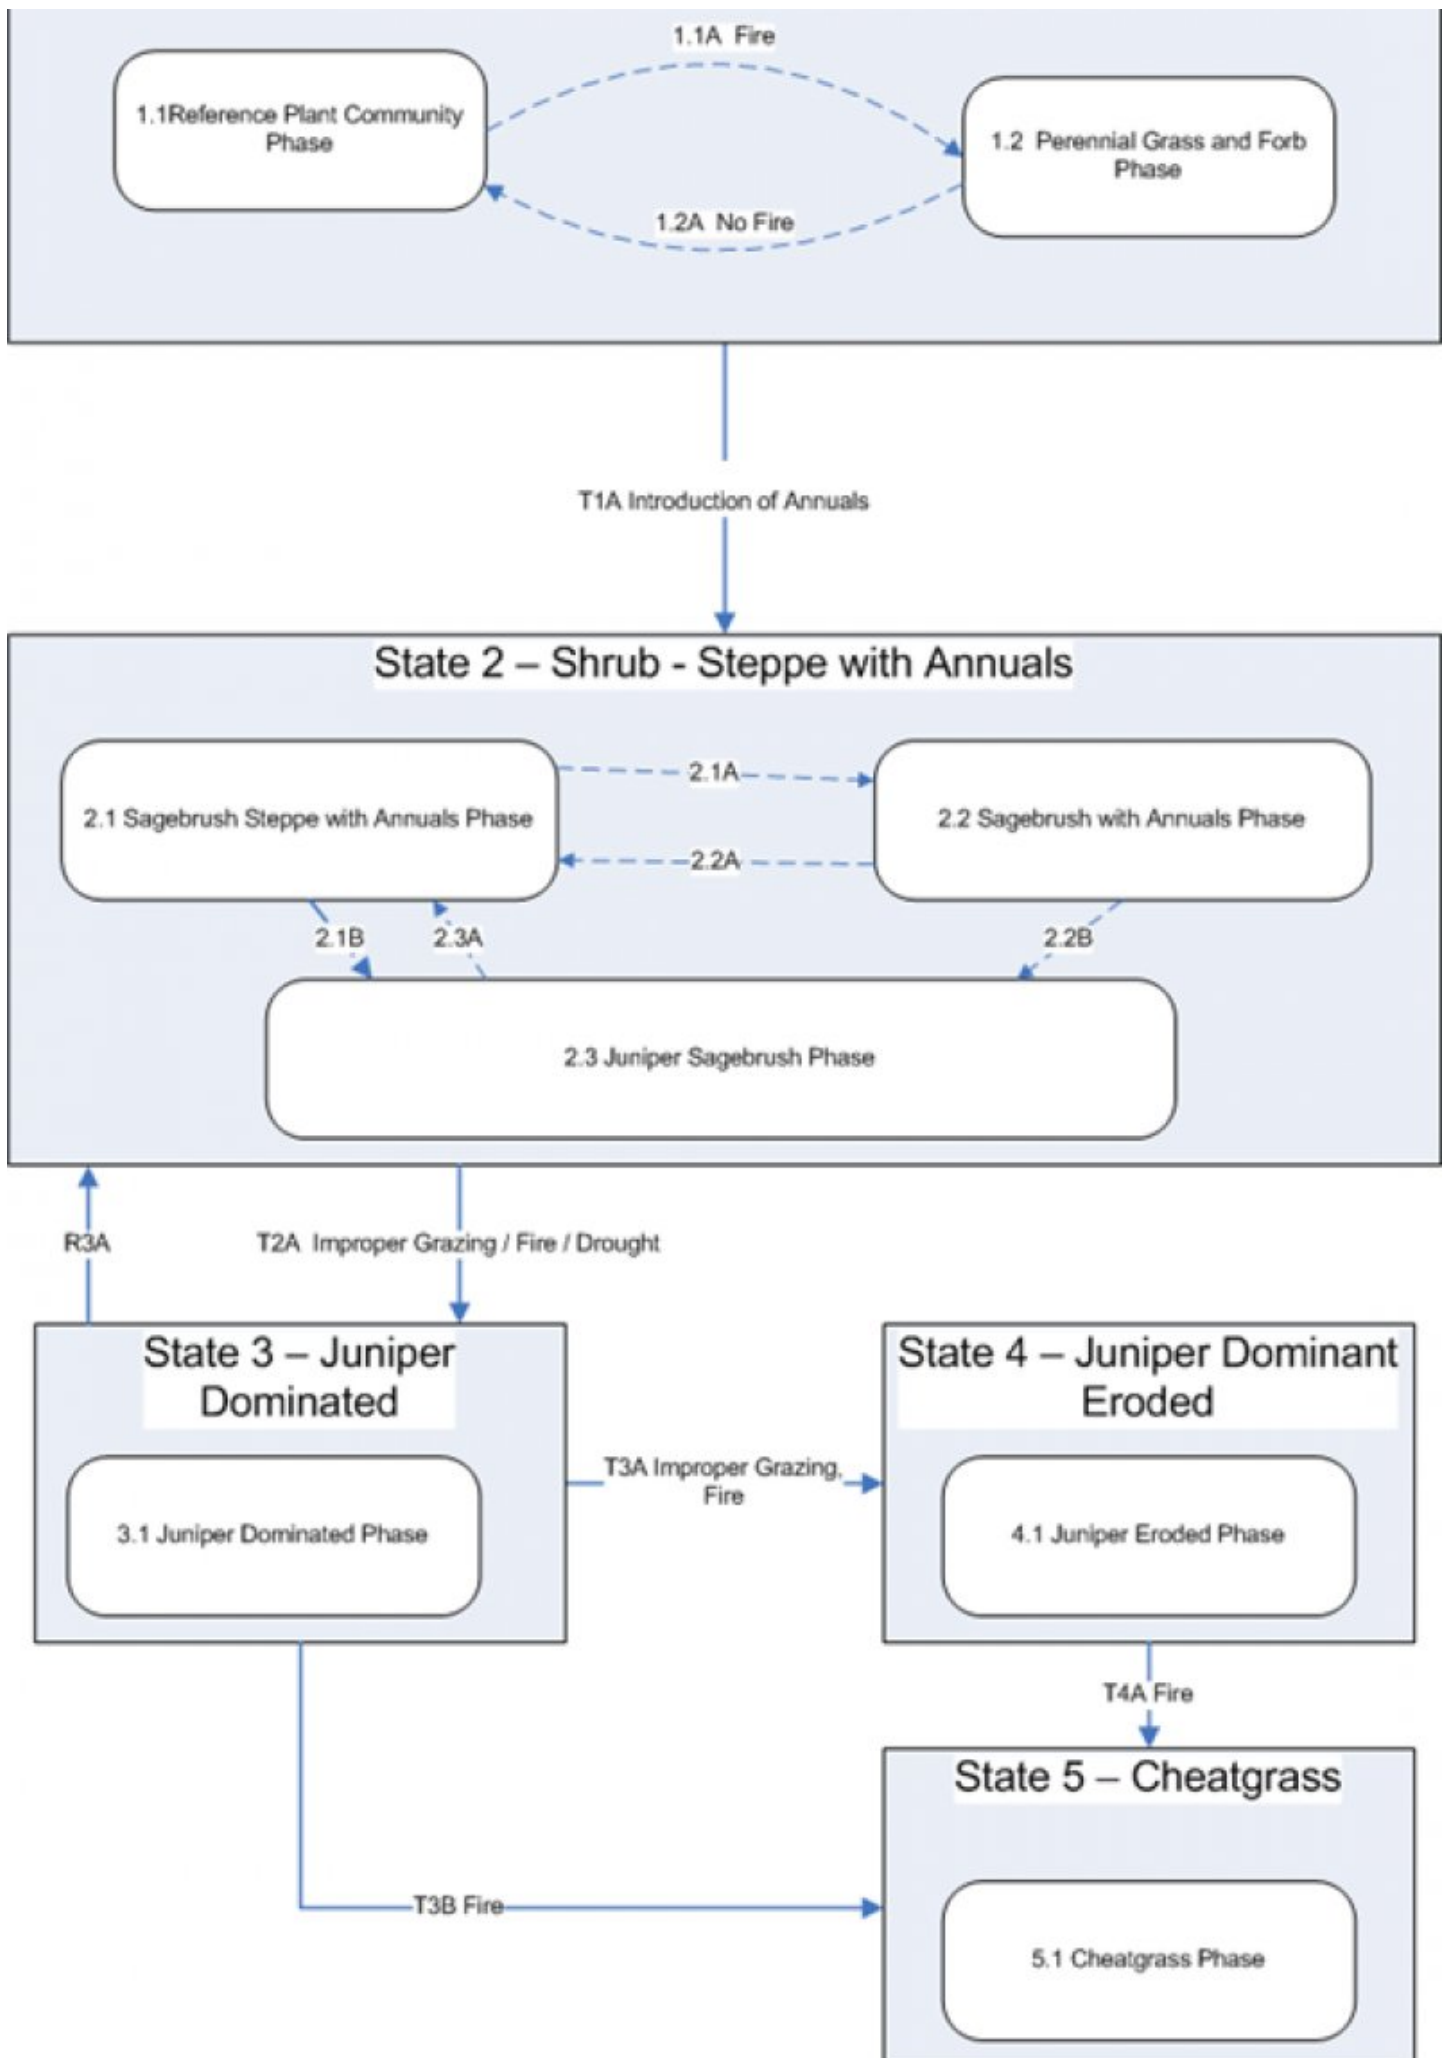 1.1A Fire
1.1Reference Plant Community
Phase
1.2 Perennial Grass and Forb
Phase
1.2A No Fire
T1A Introduction of Annuals
State 2 – Shrub - Steppe with Annuals
2.1 Sagebrush Steppe with Annuals Phase
2.1A
2.2A
2.2 Sagebrush with Annuals Phase
2.1B
2.3A
2.2B
2.3 Juniper Sagebrush Phase
R3A
T2A Improper Grazing / Fire / Drought
State 3 – Juniper
Dominated
3.1 Juniper Dominated Phase
T3A Improper Grazing,
Fire
State 4 – Juniper Dominant
Eroded
4.1 Juniper Eroded Phase
T4A Fire
T3B Fire
State 5 – Cheatgrass
5.1 Cheatgrass Phase